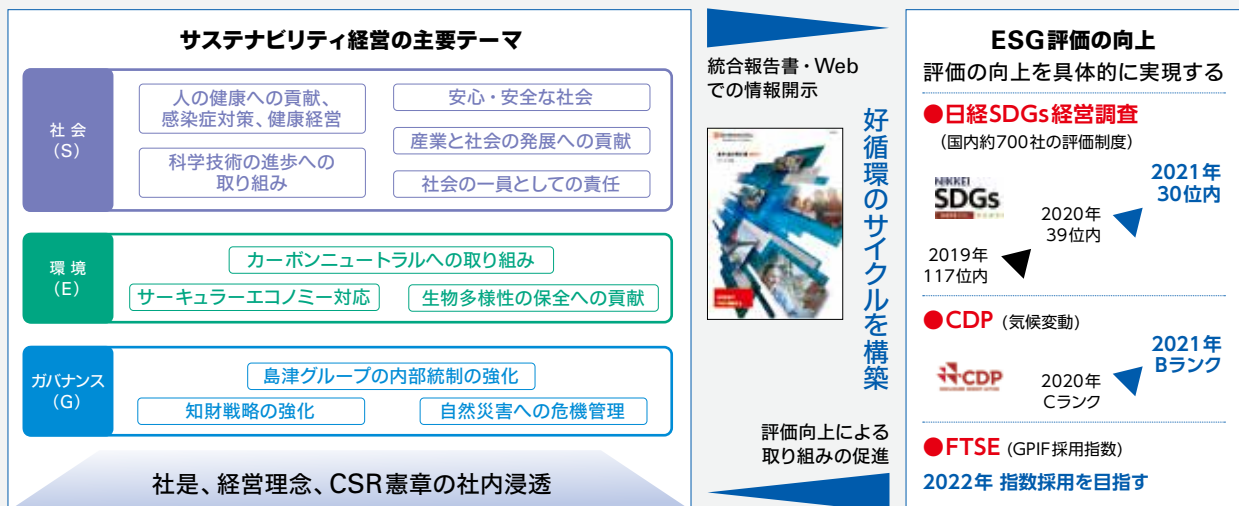 サステナビリティ経営の主要テーマ
社 会
(S)
人の健康への貢献、
感染症対策、健康経営
安心・安全な社会
科学技術の進歩への
取り組み
産業と社会の発展への貢献
社会の一員としての責任
環 境
(E)
カーボンニュートラルへの取り組み
サーキュラーエコノミー対応
生物多様性の保全への貢献
ガバナンス
(G)
島津グループの内部統制の強化
知財戦略の強化
自然災害への危機管理
社是、経営理念、CSR憲章の社内浸透
統合報告書・Web
での情報開示
好循環のサイクルを構築
評価向上による
取り組みの促進
ESG評価の向上
評価の向上を具体的に実現する
●日経SDGs経営調査
(国内約700社の評価制度)
NIKKEI
SDGs
2019年
117位内
2020年
39位内
2021年
30位内
●CDP (気候変動)
CDP
2020年
Cランク
2021年
Bランク
●FTSE (GPIF採用指数)
2022年 指数採用を目指す